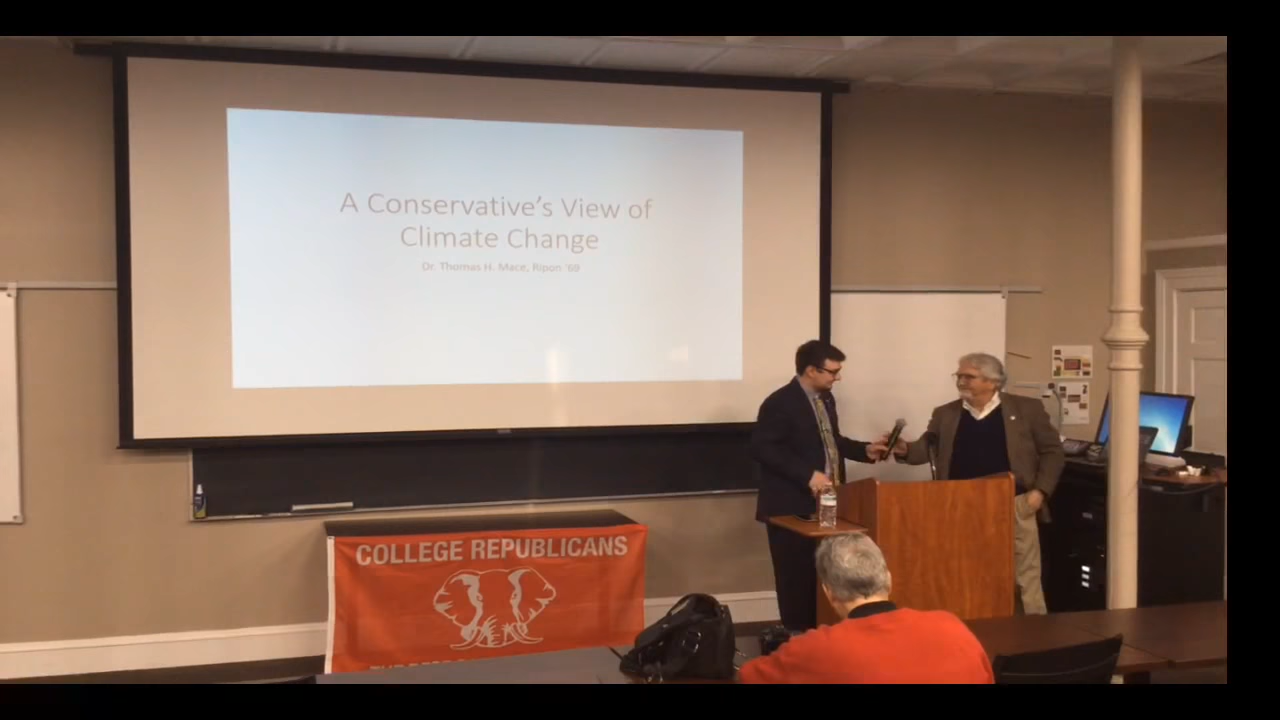 A Conservative's View of
Climate Change
Dr. Thomas H. Mace, Ripon '69
COLLEGE REPUBLICANS